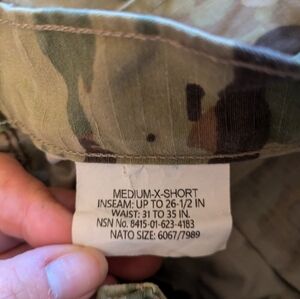 MEDIUM-X-SHORT
INSEAM: UP TO 26-1/2 IN
WAIST: 31 TO 35 IN.
NSN No. 8415-01-623-4183
NATO SIZE: 6067/7989